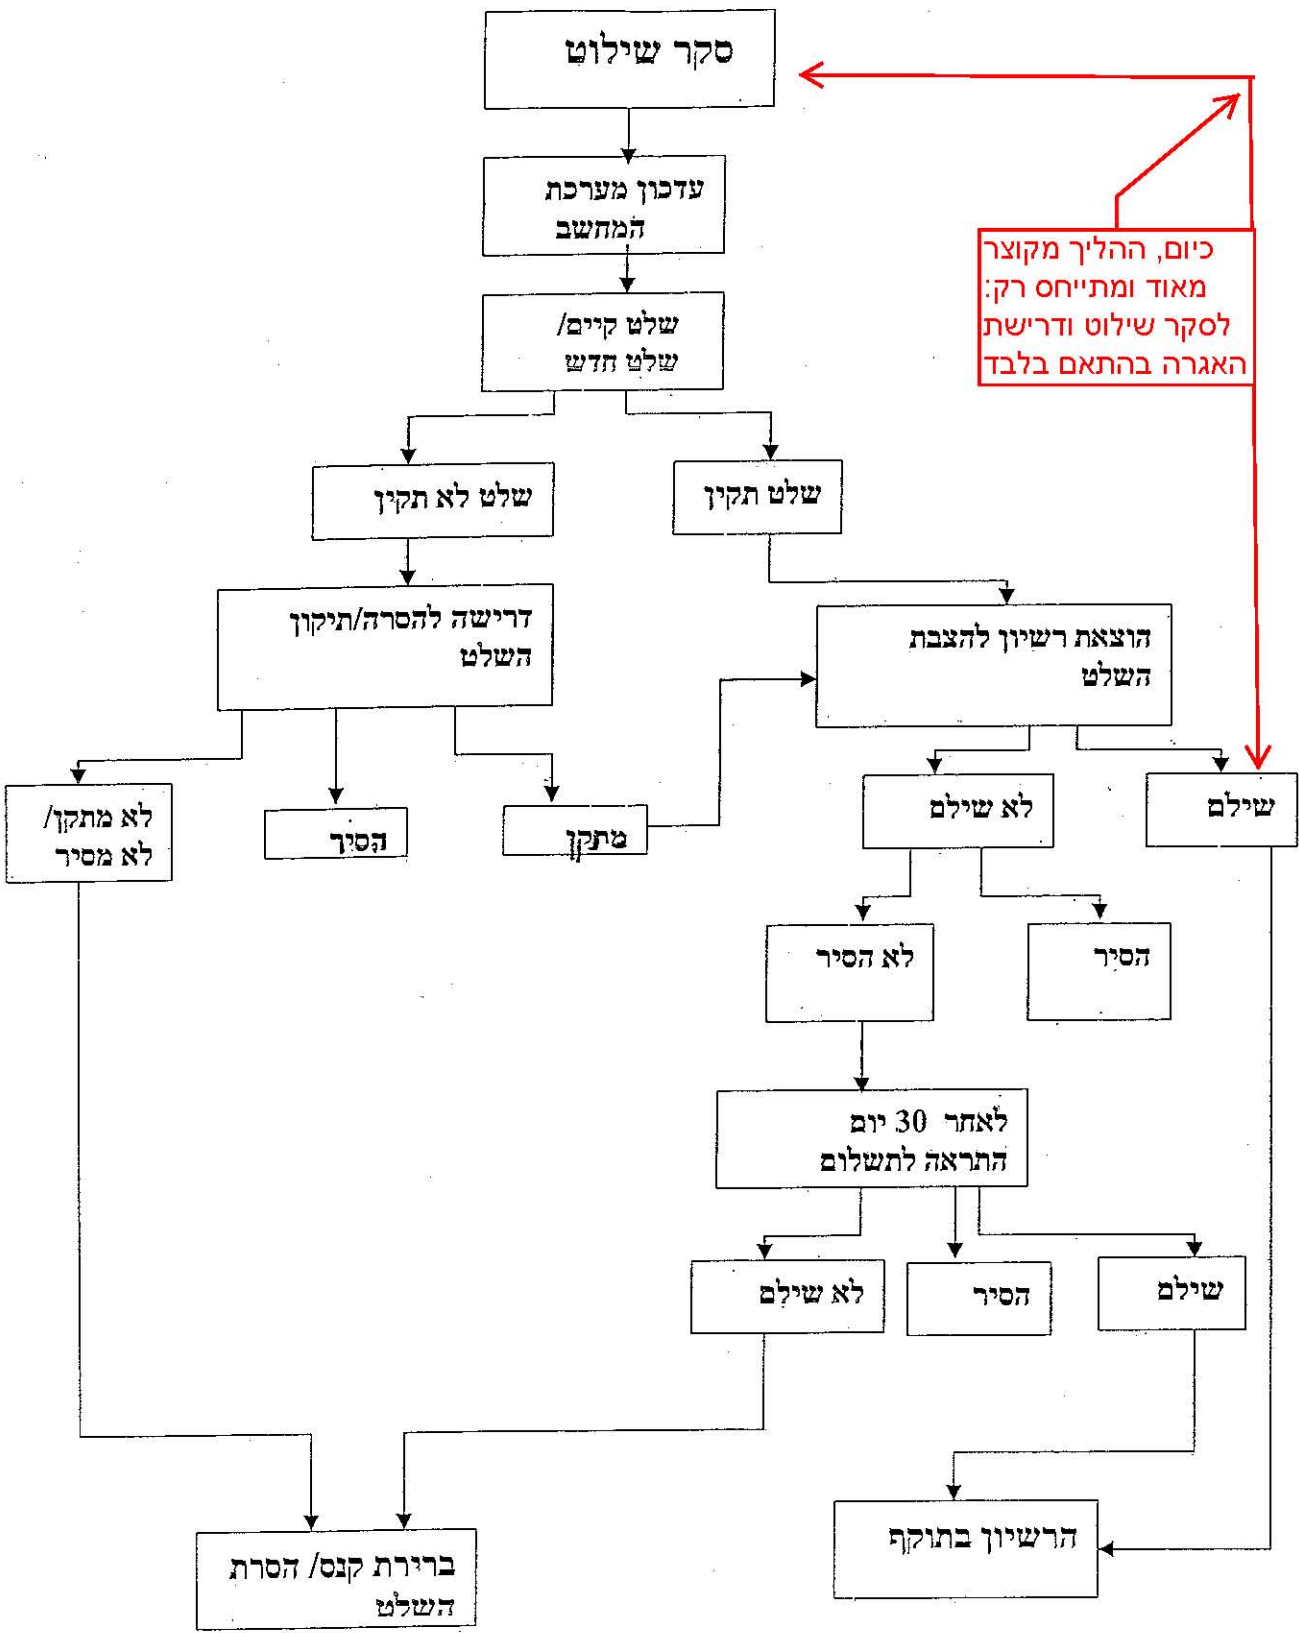 סקר שילוט
עדכון מערכת
המחשב
כיום, ההליך מקוצר
מאוד ומתייחס רק:
לסקר שילוט ודרישת
האגרה בהתאם בלבד
שלט קיים/
שלט חדש
שלט תקין
שלט לא תקין
דרישה להסרה/תיקון
השלט
הוצאת רשיון להצבת
השלט
שילם
לא שילם
מתקן
הסיר
לא מתקן/
לא מסיר
הסיר
לא הסיר
לאחר 30 יום
התראה לתשלום
שילם
הסיר
לא שילם
הרשיון בתוקף
ברירת קנס/ הסרת
השלט